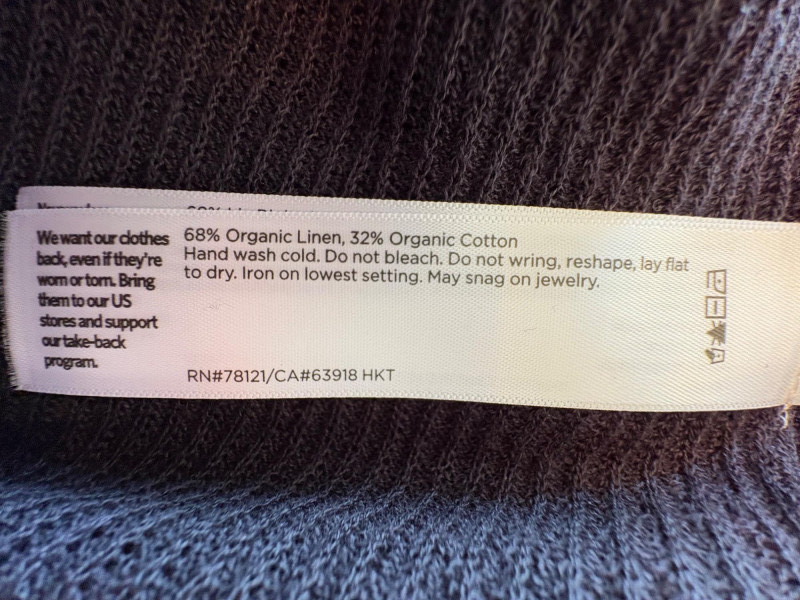 We want our clothes
back, even if they're
worn or torn. Bring
them to our US
stores and support
our take-back
program.
68% Organic Linen, 32% Organic Cotton
Hand wash cold. Do not bleach. Do not wring, reshape, lay flat
to dry. Iron on lowest setting. May snag on jewelry.
RN#78121/CA#63918 HKT